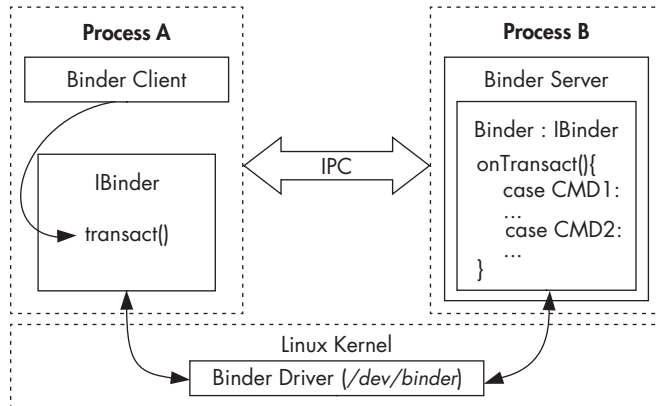 Process A
Binder Client
IBinder
transact()
IPC
Process B
Binder Server
Binder : IBinder
onTransact(){
case CMD1:
...
case CMD2:
...
}
Linux Kernel
Binder Driver (/dev/binder)